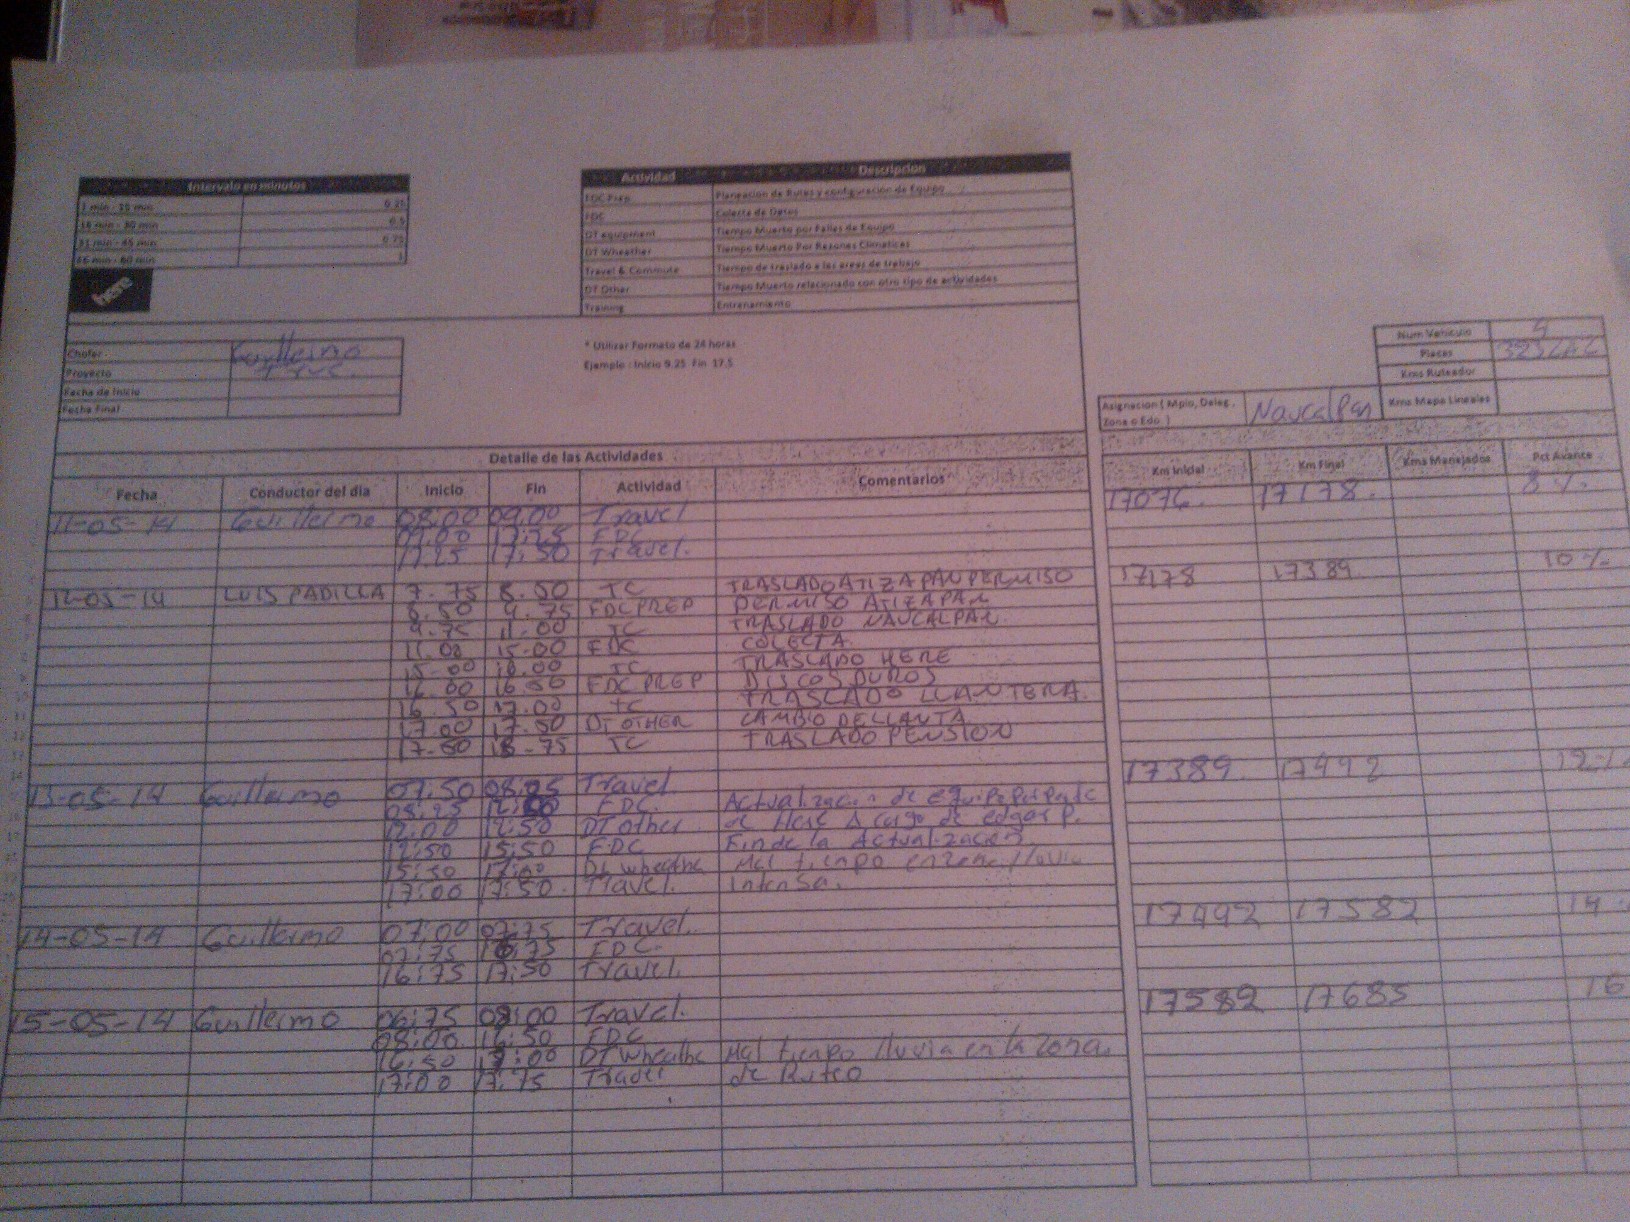 Intervalo en minutos
1 min - 15 min 0.25
16 min - 30 min 0.5
31 min - 45 min 0.75
46 min - 60 min 1
here
Actividad Descripcion
FDC Prep Planeacion de Rutas y configuracion de Equipo
FDC Colecta de Datos
DT equipment Tiempo Muerto por Fallas de Equipo
DT Wheather Tiempo Muerto Por Razones Climaticas
Travel & Commute Tiempo de traslado a las areas de trabajo
DT Other Tiempo Muerto relacionado con otro tipo de actividades
Training Entrenamiento
* Utilizar Formato de 24 horas
Ejemplo : Inicio 9.25 Fin 17.5
Chofer Guillermo
Proyecto
Fecha de Inicio
Fecha Final
Num Vehiculo 4
Placas
Kms Ruteador
Kms Mapa Lineales
Asignacion ( Mpio, Deleg, Zona o Edo. ) Naucalpan
Detalle de las Actividades
Fecha Conductor del dia Inicio Fin Actividad Comentarios Km Inicial Km Final Kms Manejados Pct Avance
11-05-14 Guillermo 08:00 09:00 Travel 17076. 17178. 8 %.
09:00 17:25 FDC
17:25 17:50 Travel.
12-05-14 LUIS PADILLA 7.75 8.50 TC TRASLADO ATIZAPAN PERMISO 17178 17389. 10 %
8.50 9.75 FDC PREP PERMISO ATIZAPAN
9.75 11.00 TC TRASLADO NAUCALPAN.
11.00 15.00 FDC COLECTA.
15.00 16.00 TC TRASLADO HERE
16.00 16.50 FDC PREP DISCOS DUROS
16.50 17.00 TC TRASLADO LLANTERA.
17.00 17.50 DT OTHER CAMBIO DE LLANTA
17.50 18.75 TC TRASLADO PENSION
13-05-14 Guillermo 07:50 08:25 Travel. 17389. 17492 12
08:25 12:00 FDC. Actualizacion de equipo por parte
12:00 12:50 DT other de Here A cargo de edgar P.
12:50 15:50 FDC Fin de la Actualizacion.
15:50 17:00 DT wheathe Mal tiempo en zona lluvia
17:00 17:50. Travel. intensa.
14-05-14 Guillermo 07:00 07:75 Travel. 17492 17582 14
07:75 16:75 FDC.
16:75 17:50 Travel.
15-05-14 Guillermo 06:75 08:00 Travel. 17582 17685 16
08:00. 16:50 FDC
16:50 17:00 DT wheathe Mal tiempo lluvia en la zona.
17:00 17:75 Travel de Ruteo